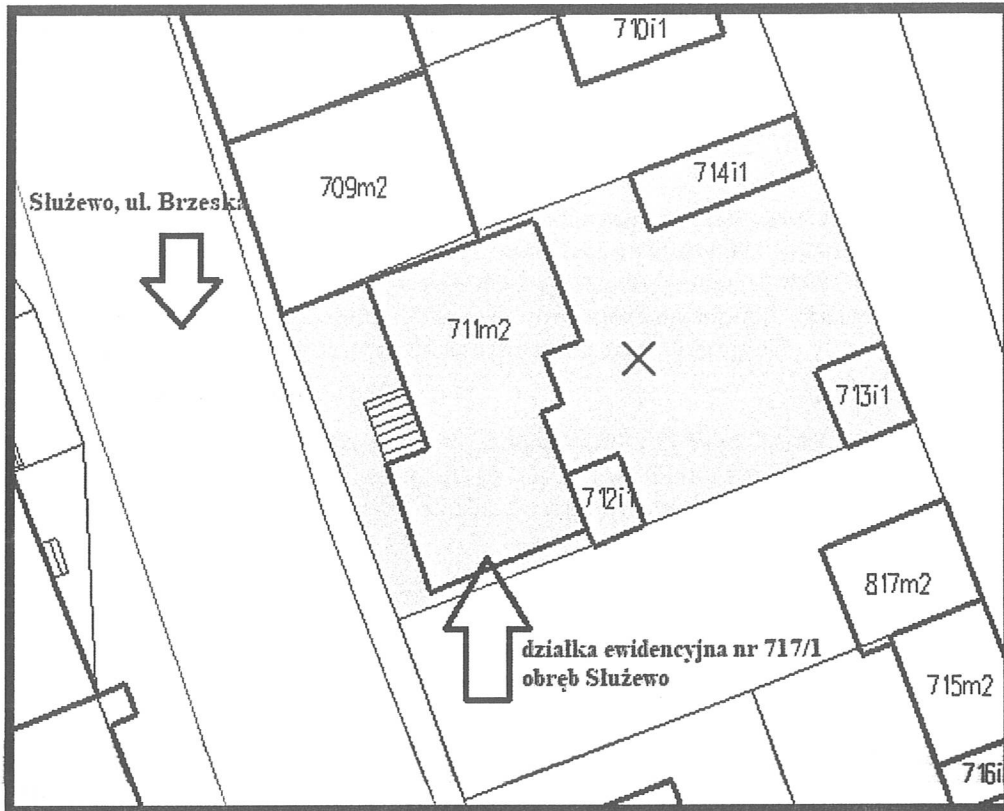 710i1
714i1
709m2
Służewo, ul. Brzeska
711m2
713i1
712i1
817m2
działka ewidencyjna nr 717/1
obręb Służewo
715m2
716i